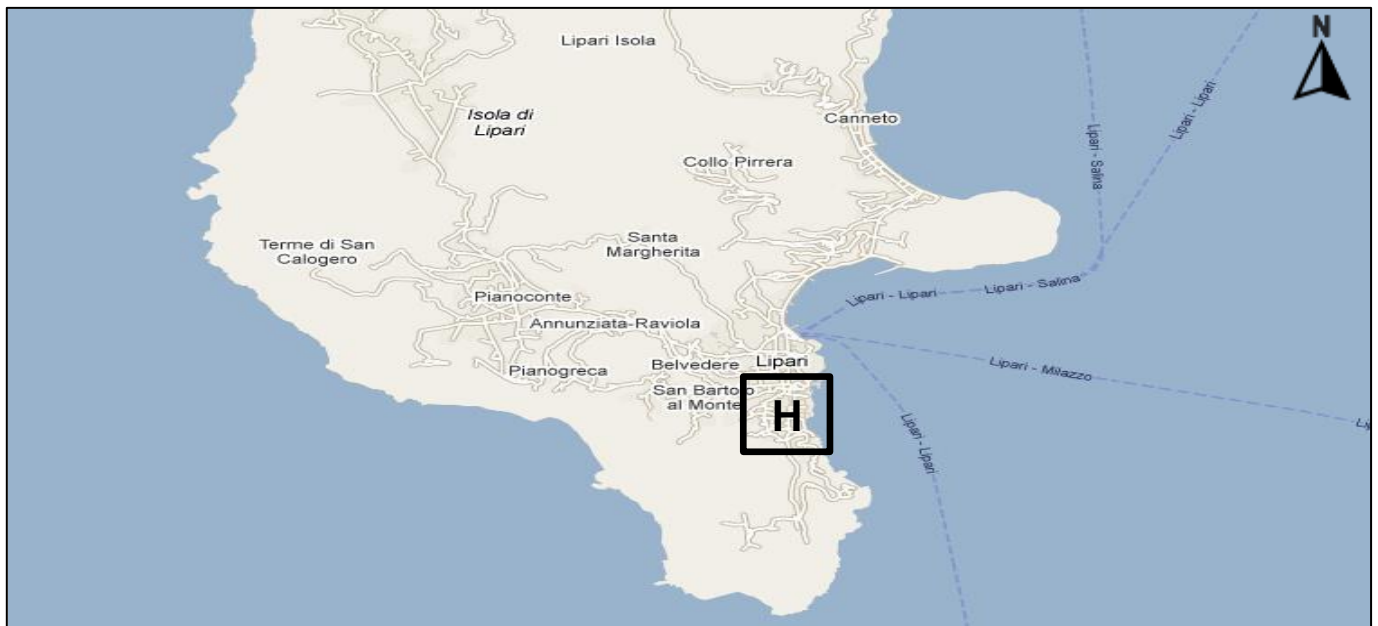 N
Lipari Isola
Isola di
Lipari
Canneto
Collo Pirrera
Lipari - Salina
Lipari - Lipari
Terme di San
Calogero
Santa
Margherita
Lipari - Lipari
Lipari - Salina
Pianoconte
Annunziata-Raviola
Belvedere
Lipari
Lipari - Milazzo
Pianogreca
San Bartolo
al Monte
H
Lipari - Lipari